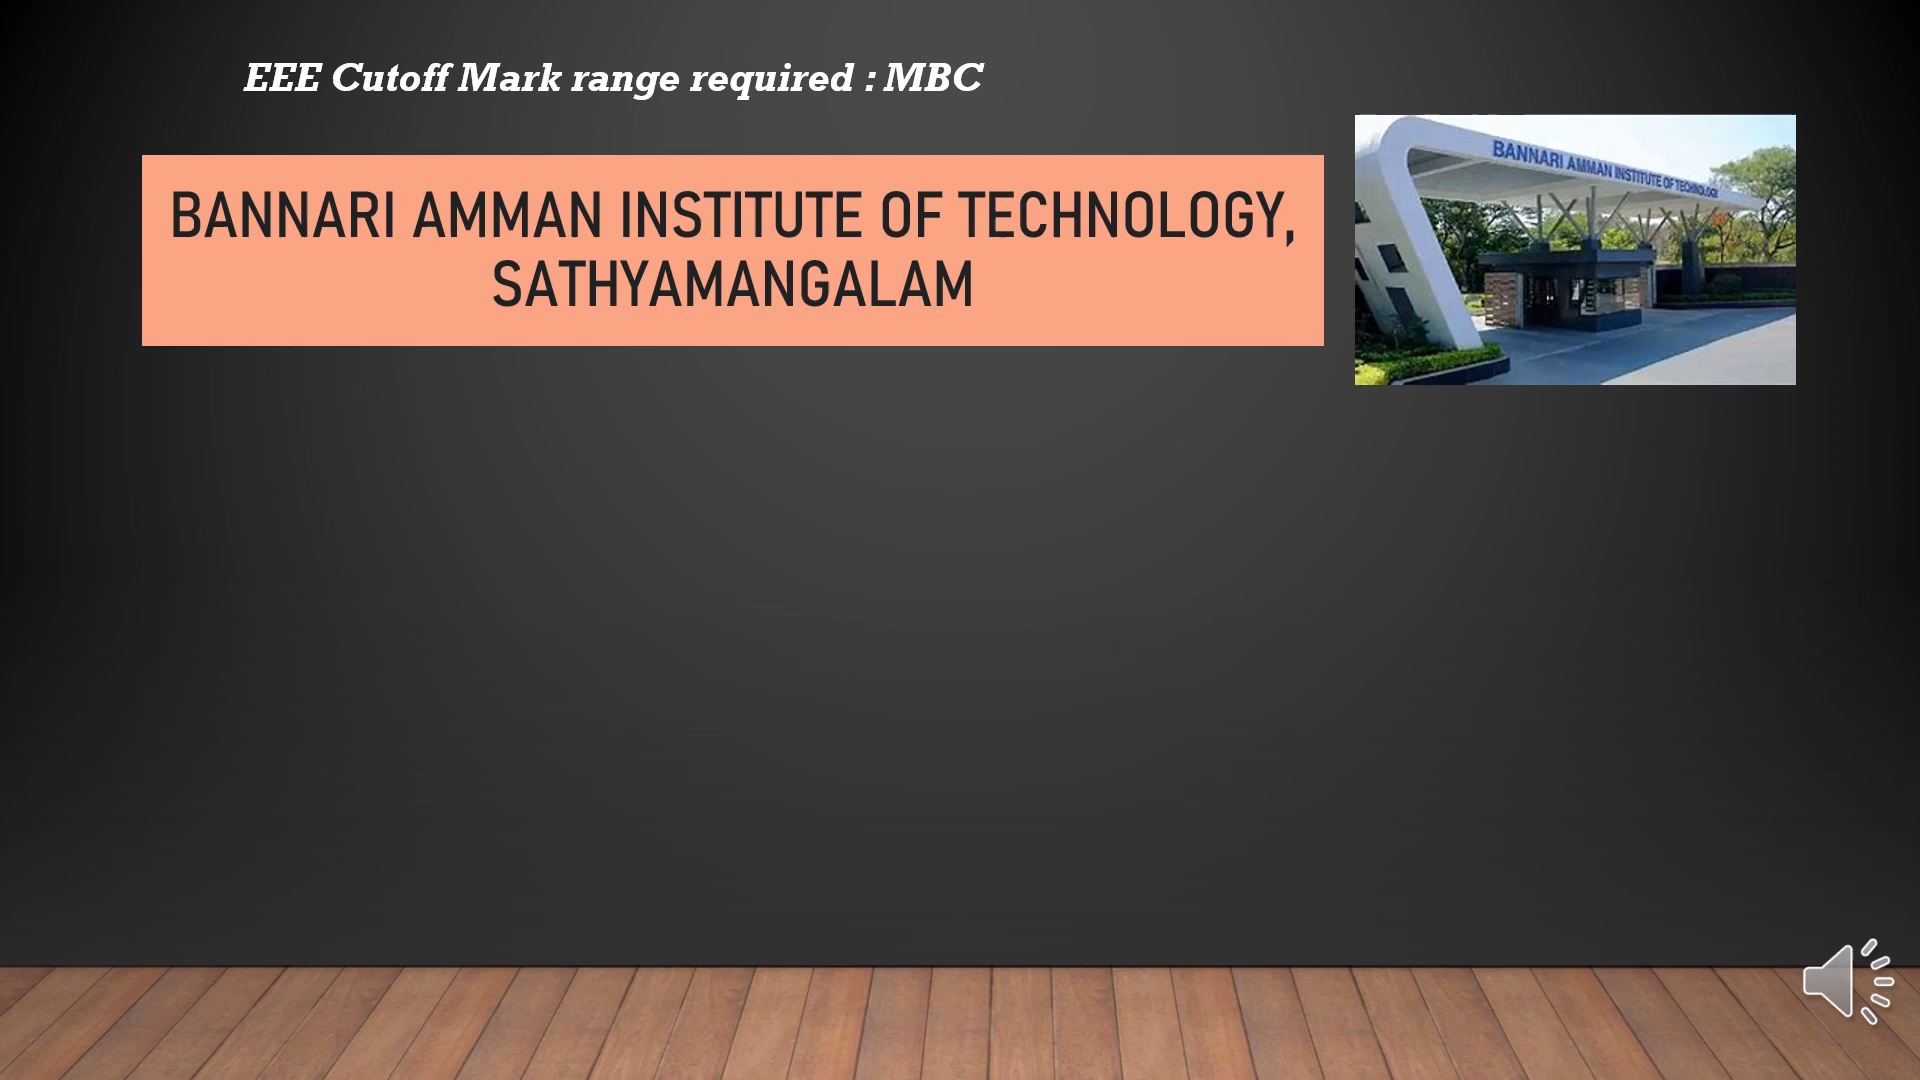 EEE Cutoff Mark range required : MBC
BANNARI AMMAN INSTITUTE OF TECHNOLOGY,
SATHYAMANGALAM
BANNARI AMMAN INSTITUTE OF TECHNOLOGY